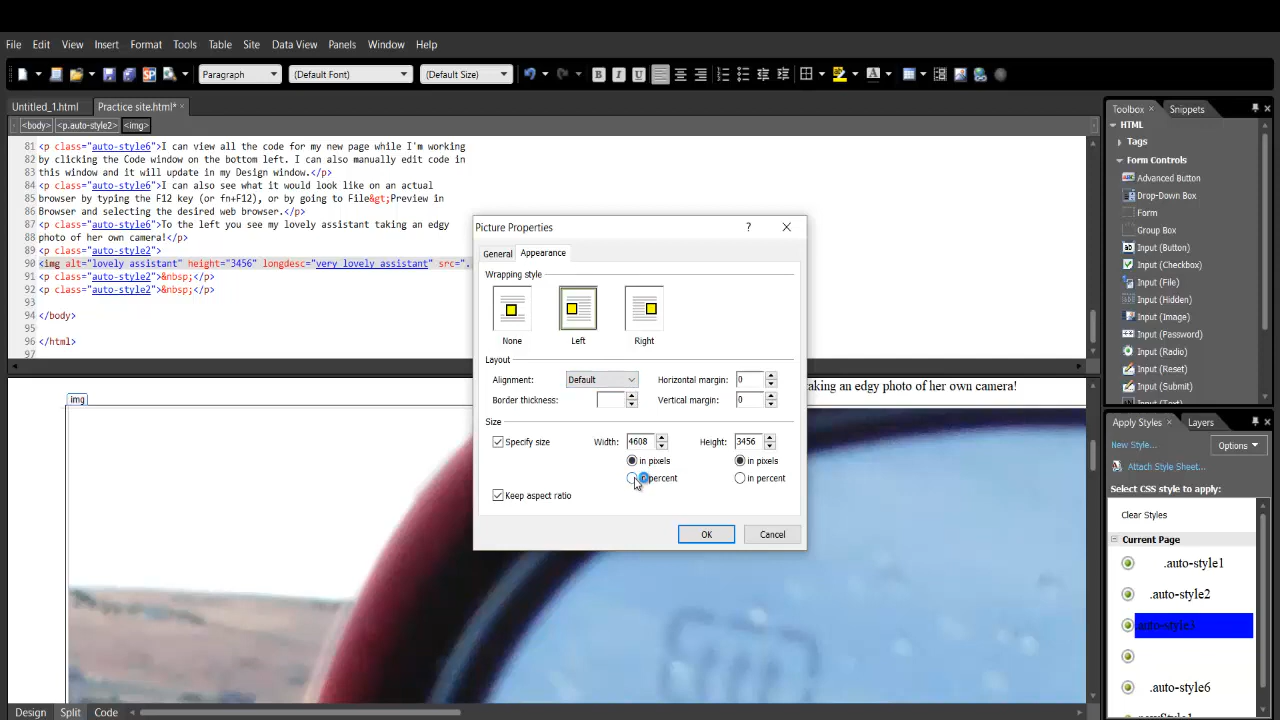 File Edit View Insert Format Tools Table Site Data View Panels Window Help
Paragraph (Default Font) (Default Size) B I U A
Untitled_1.html Practice site.html* ×
<body> <p.auto-style2> <img>
81 <p class="auto-style6">I can view all the code for my new page while I'm working
82 by clicking the Code window on the bottom left. I can also manually edit code in
83 this window and it will update in my Design window.</p>
84 <p class="auto-style6">I can also see what it would look like on an actual
85 browser by typing the F12 key (or fn+F12), or by going to File&gt;Preview in
86 Browser and selecting the desired web browser.</p>
87 <p class="auto-style6">To the left you see my lovely assistant taking an edgy
88 photo of her own camera!</p>
89 <p class="auto-style2">
90 <img alt="lovely assistant" height="3456" longdesc="very lovely assistant" src=".
91 <p class="auto-style2">&nbsp;</p>
92 <p class="auto-style2">&nbsp;</p>
93
94 </body>
95
96 </html>
97
Picture Properties ?
General Appearance
Wrapping style
None Left Right
Layout
Alignment: Default Horizontal margin: 0
Border thickness: Vertical margin: 0
Size
Specify size Width: 4608 Height: 3456
in pixels in pixels
percent in percent
Keep aspect ratio
OK Cancel
taking an edgy photo of her own camera!
img
Design Split Code
Toolbox × Snippets
HTML
Tags
Form Controls
Advanced Button
Drop-Down Box
Form
Group Box
Input (Button)
Input (Checkbox)
Input (File)
Input (Hidden)
Input (Image)
Input (Password)
Input (Radio)
Input (Reset)
Input (Submit)
Input (Text)
Apply Styles × Layers
New Style... Options
Attach Style Sheet...
Select CSS style to apply:
Clear Styles
Current Page
.auto-style1
.auto-style2
.auto-style3
.auto-style6
.newStyle1